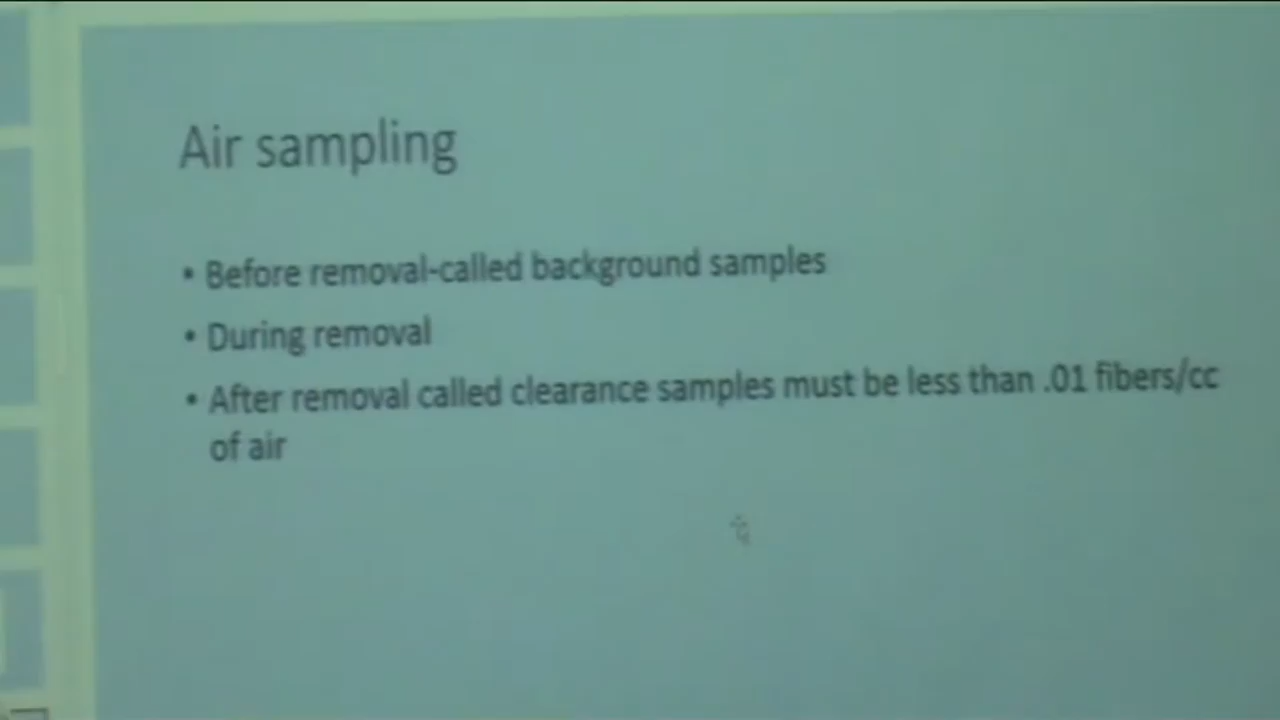 Air sampling
• Before removal-called background samples
• During removal
• After removal called clearance samples must be less than .01 fibers/cc
of air